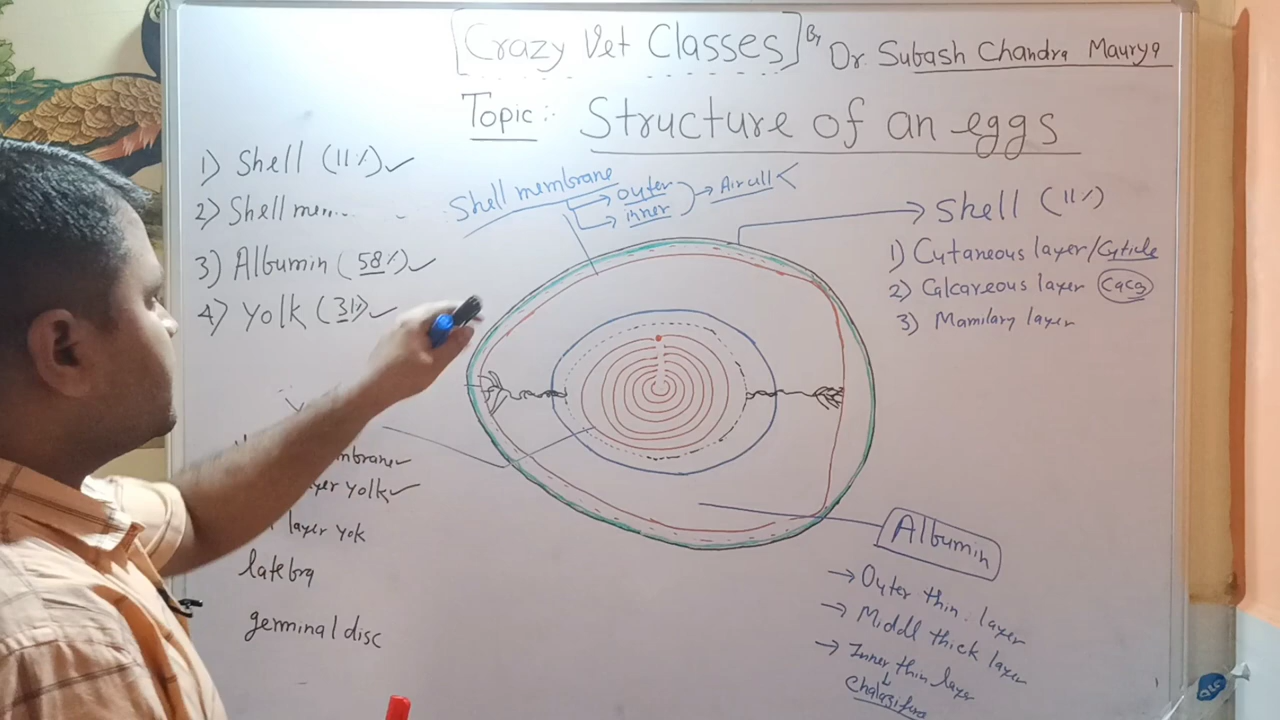 [Crazy Vet Classes] By Dr. Subash Chandra Maurya
Topic:- Structure of an eggs
1) Shell (11%) ✓
2) Shell mem...
3) Albumin (58%) ✓
4) Yolk (31%) ✓
Shell membrane → outer → Air cell <
→ inner
Shell (11%)
1) Cutaneous layer/Cyticle
2) Calcareous layer (CaCo3)
3) Mamilary layer
mbrane ✓
yer yolk ✓
layer yok
latebra
germinal disc
Albumin
→ Outer thin layer
→ Middl thick layer
→ Inner thin layer
↓